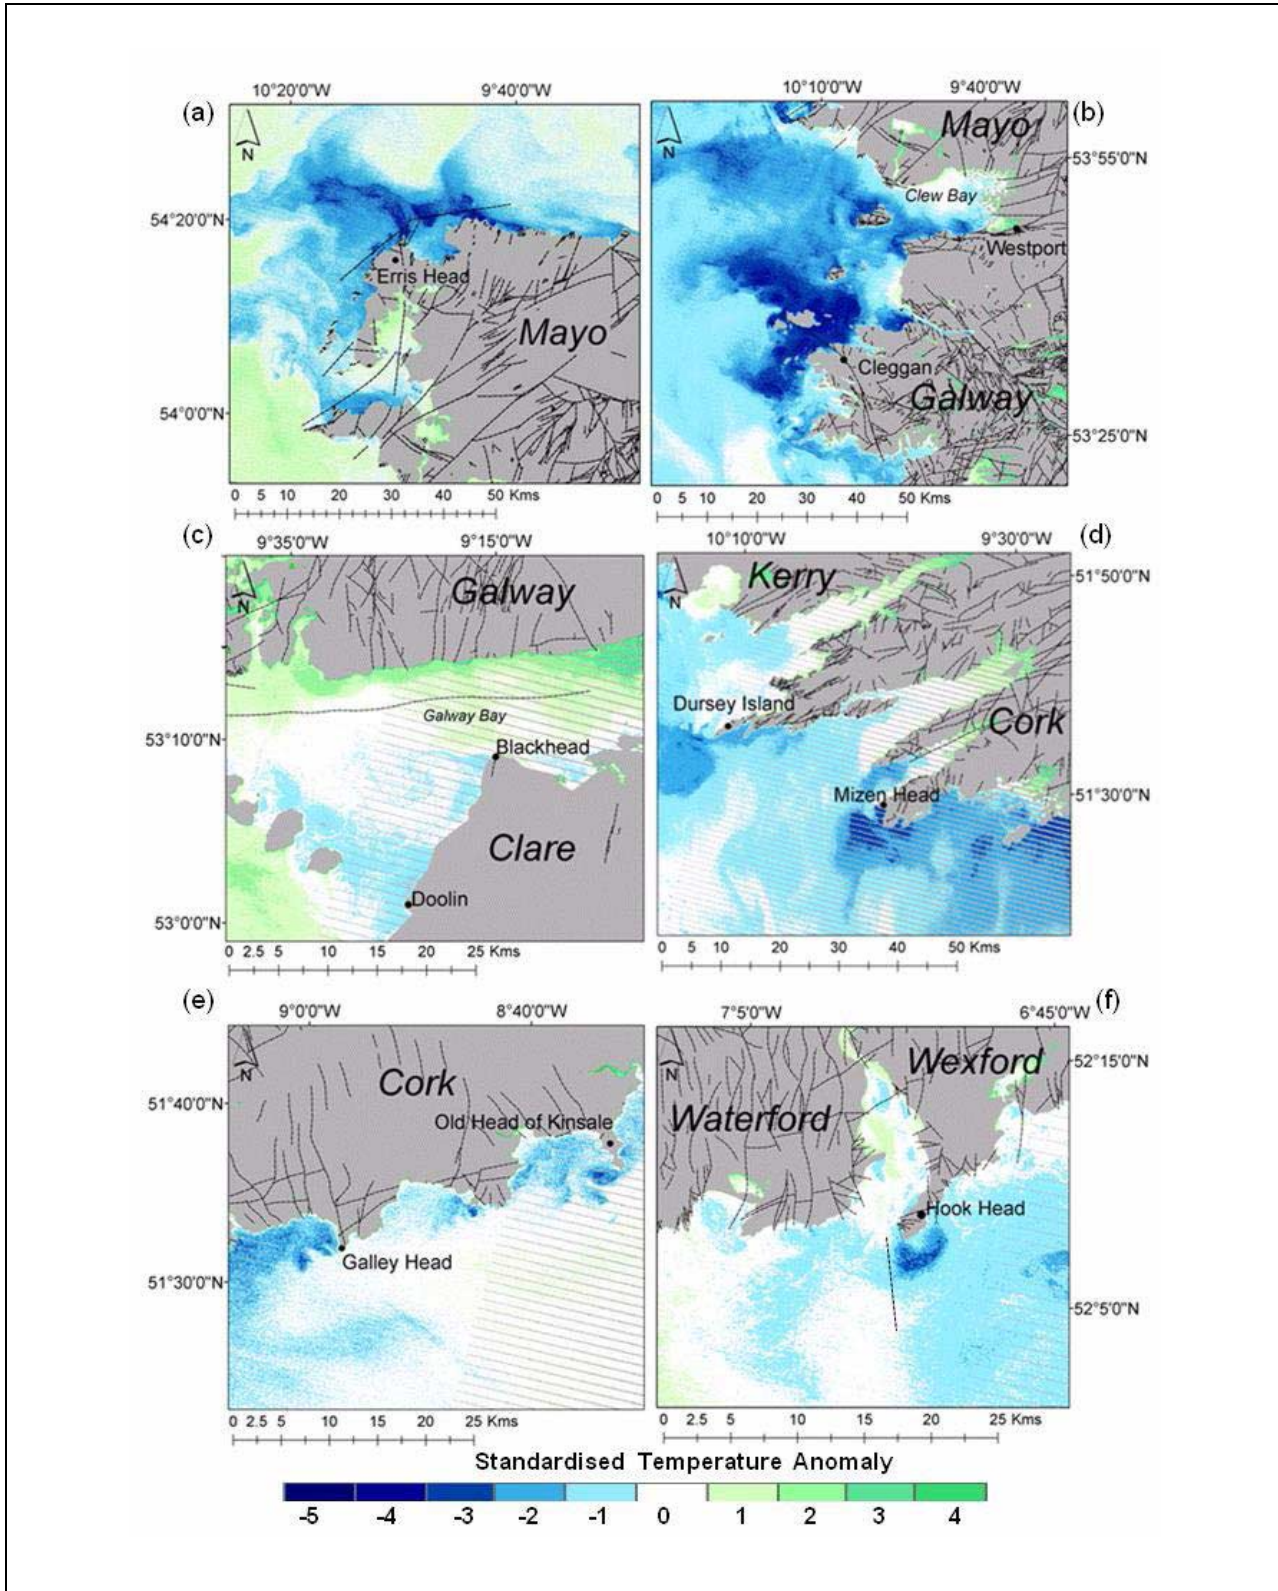 (a)
10°20'0"W 9°40'0"W
N
54°20'0"N
Erris Head
Mayo
54°0'0"N
0 5 10 20 30 40 50 Kms
10°10'0"W 9°40'0"W
(b)
N
Mayo
53°55'0"N
Clew Bay
Westport
Cleggan
Galway
53°25'0"N
0 5 10 20 30 40 50 Kms
(c)
9°35'0"W 9°15'0"W
N
Galway
Galway Bay
53°10'0"N
Blackhead
Clare
Doolin
53°0'0"N
0 2.5 5 10 15 20 25 Kms
10°10'0"W 9°30'0"W
(d)
N
Kerry
51°50'0"N
Dursey Island
Cork
Mizen Head
51°30'0"N
0 5 10 20 30 40 50 Kms
(e)
9°0'0"W 8°40'0"W
N
Cork
51°40'0"N
Old Head of Kinsale
Galley Head
51°30'0"N
0 2.5 5 10 15 20 25 Kms
7°5'0"W 6°45'0"W
(f)
N
Wexford
52°15'0"N
Waterford
Hook Head
52°5'0"N
0 2.5 5 10 15 20 25 Kms
Standardised Temperature Anomaly
-5 -4 -3 -2 -1 0 1 2 3 4